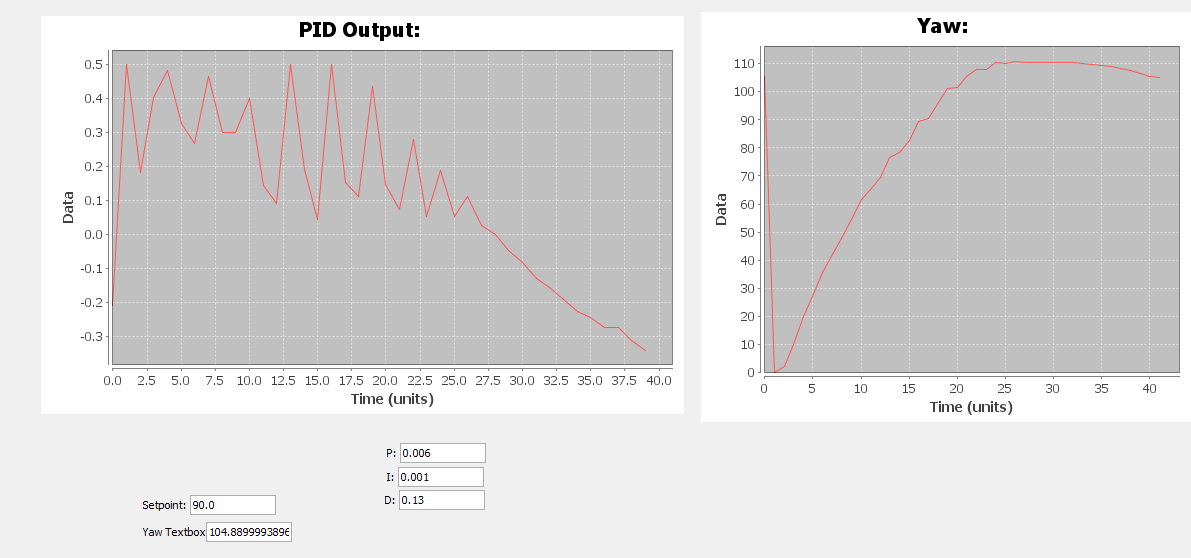 PID Output:
0.5
0.4
0.3
0.2
0.1
0.0
-0.1
-0.2
-0.3
Data
0.0 2.5 5.0 7.5 10.0 12.5 15.0 17.5 20.0 22.5 25.0 27.5 30.0 32.5 35.0 37.5 40.0
Time (units)
Yaw:
110
100
90
80
70
60
50
40
30
20
10
0
Data
0 5 10 15 20 25 30 35 40
Time (units)
P: 0.006
I: 0.001
D: 0.13
Setpoint: 90.0
Yaw Textbox 104.8899993896